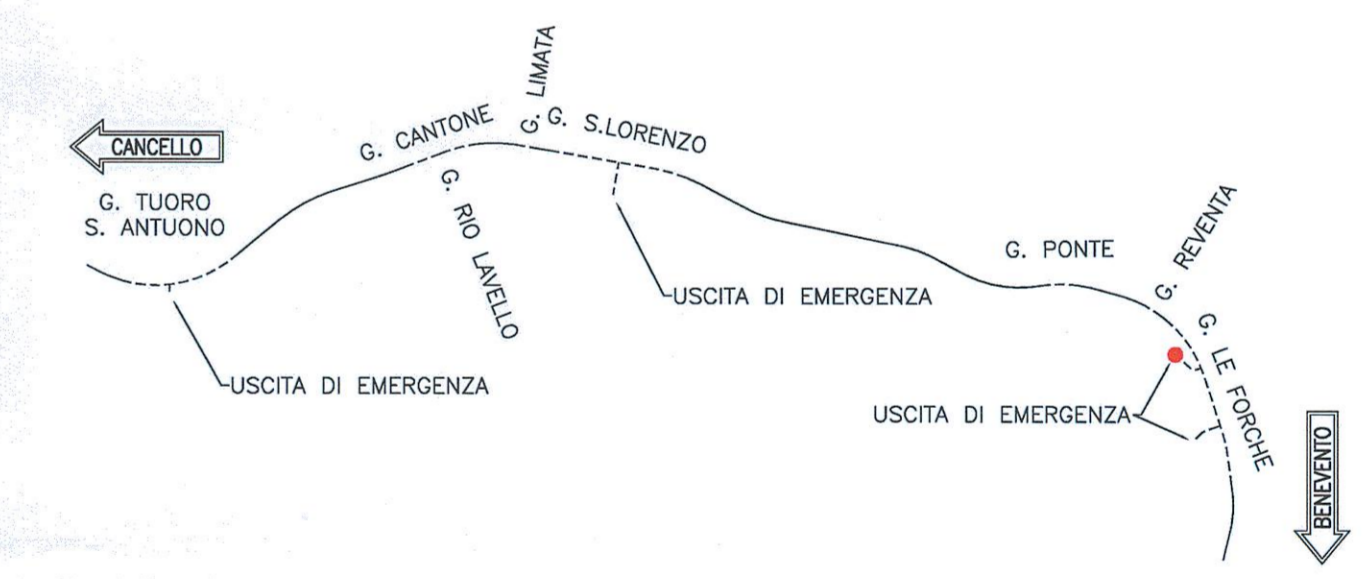 G. LIMATA
G. CANTONE
G. S.LORENZO
CANCELLO
G. TUORO
S. ANTUONO
G. RIO LAVELLO
G. REVENTA
G. PONTE
USCITA DI EMERGENZA
G. LE FORCHE
USCITA DI EMERGENZA
USCITA DI EMERGENZA
BENEVENTO